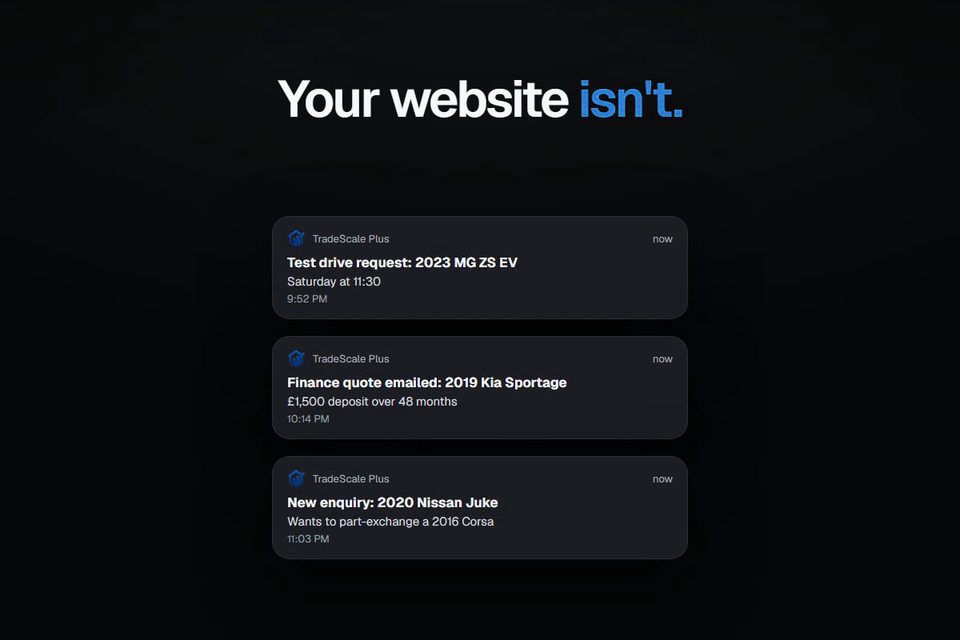 Your website isn't.
TradeScale Plus now
Test drive request: 2023 MG ZS EV
Saturday at 11:30
9:52 PM
TradeScale Plus now
Finance quote emailed: 2019 Kia Sportage
£1,500 deposit over 48 months
10:14 PM
TradeScale Plus now
New enquiry: 2020 Nissan Juke
Wants to part-exchange a 2016 Corsa
11:03 PM